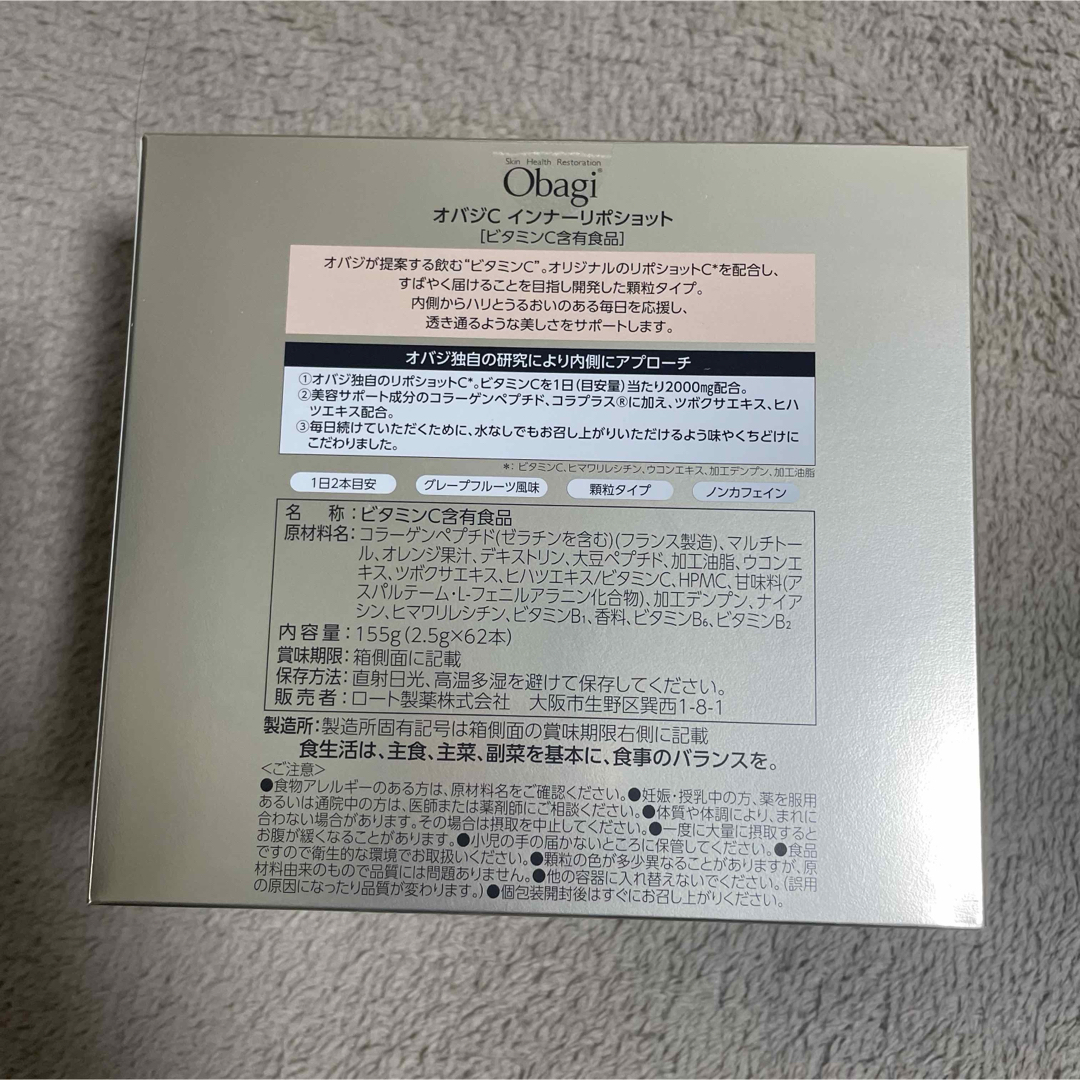 Skin Health Restoration
Obagi®
オバジC インナーリポショット
[ビタミンC含有食品]
オバジが提案する飲む“ビタミンC”。オリジナルのリポショットC*を配合し、
すばやく届けることを目指し開発した顆粒タイプ。
内側からハリとうるおいのある毎日を応援し、
透き通るような美しさをサポートします。
オバジ独自の研究により内側にアプローチ
①オバジ独自のリポショットC*。ビタミンCを1日(目安量)当たり2000㎎配合。
②美容サポート成分のコラーゲンペプチド、コラプラス®に加え、ツボクサエキス、ヒハ
ツエキス配合。
③毎日続けていただくために、水なしでもお召し上がりいただけるよう味やくちどけに
こだわりました。
*: ビタミンC、ヒマワリレシチン、ウコンエキス、加工デンプン、加工油脂
1日2本目安 グレープフルーツ風味 顆粒タイプ ノンカフェイン
名 称:ビタミンC含有食品
原材料名:コラーゲンペプチド(ゼラチンを含む)(フランス製造)、マルチトー
ル、オレンジ果汁、デキストリン、大豆ペプチド、加工油脂、ウコンエ
キス、ツボクサエキス、ヒハツエキス/ビタミンC、HPMC、甘味料(ア
スパルテーム・L-フェニルアラニン化合物)、加工デンプン、ナイア
シン、ヒマワリレシチン、ビタミンB₁、香料、ビタミンB₆、ビタミンB₂
内容量:155g(2.5g×62本)
賞味期限:箱側面に記載
保存方法:直射日光、高温多湿を避けて保存してください。
販売者:ロート製薬株式会社 大阪市生野区巽西1-8-1
製造所:製造所固有記号は箱側面の賞味期限右側に記載
食生活は、主食、主菜、副菜を基本に、食事のバランスを。
<ご注意>
●食物アレルギーのある方は、原材料名をご確認ください。●妊娠・授乳中の方、薬を服用
あるいは通院中の方は、医師または薬剤師にご相談ください。●体質や体調により、まれに
合わない場合があります。その場合は摂取を中止してください。●一度に大量に摂取すると
お腹が緩くなることがあります。●小児の手の届かないところに保管してください。●食品
ですので衛生的な環境でお取扱いください。●顆粒の色が多少異なることがありますが、原
材料由来のもので品質には問題ありません。●他の容器に入れ替えないでください。(誤用
の原因になったり品質が変わります。)●個包装開封後はすぐにお召し上がりください。